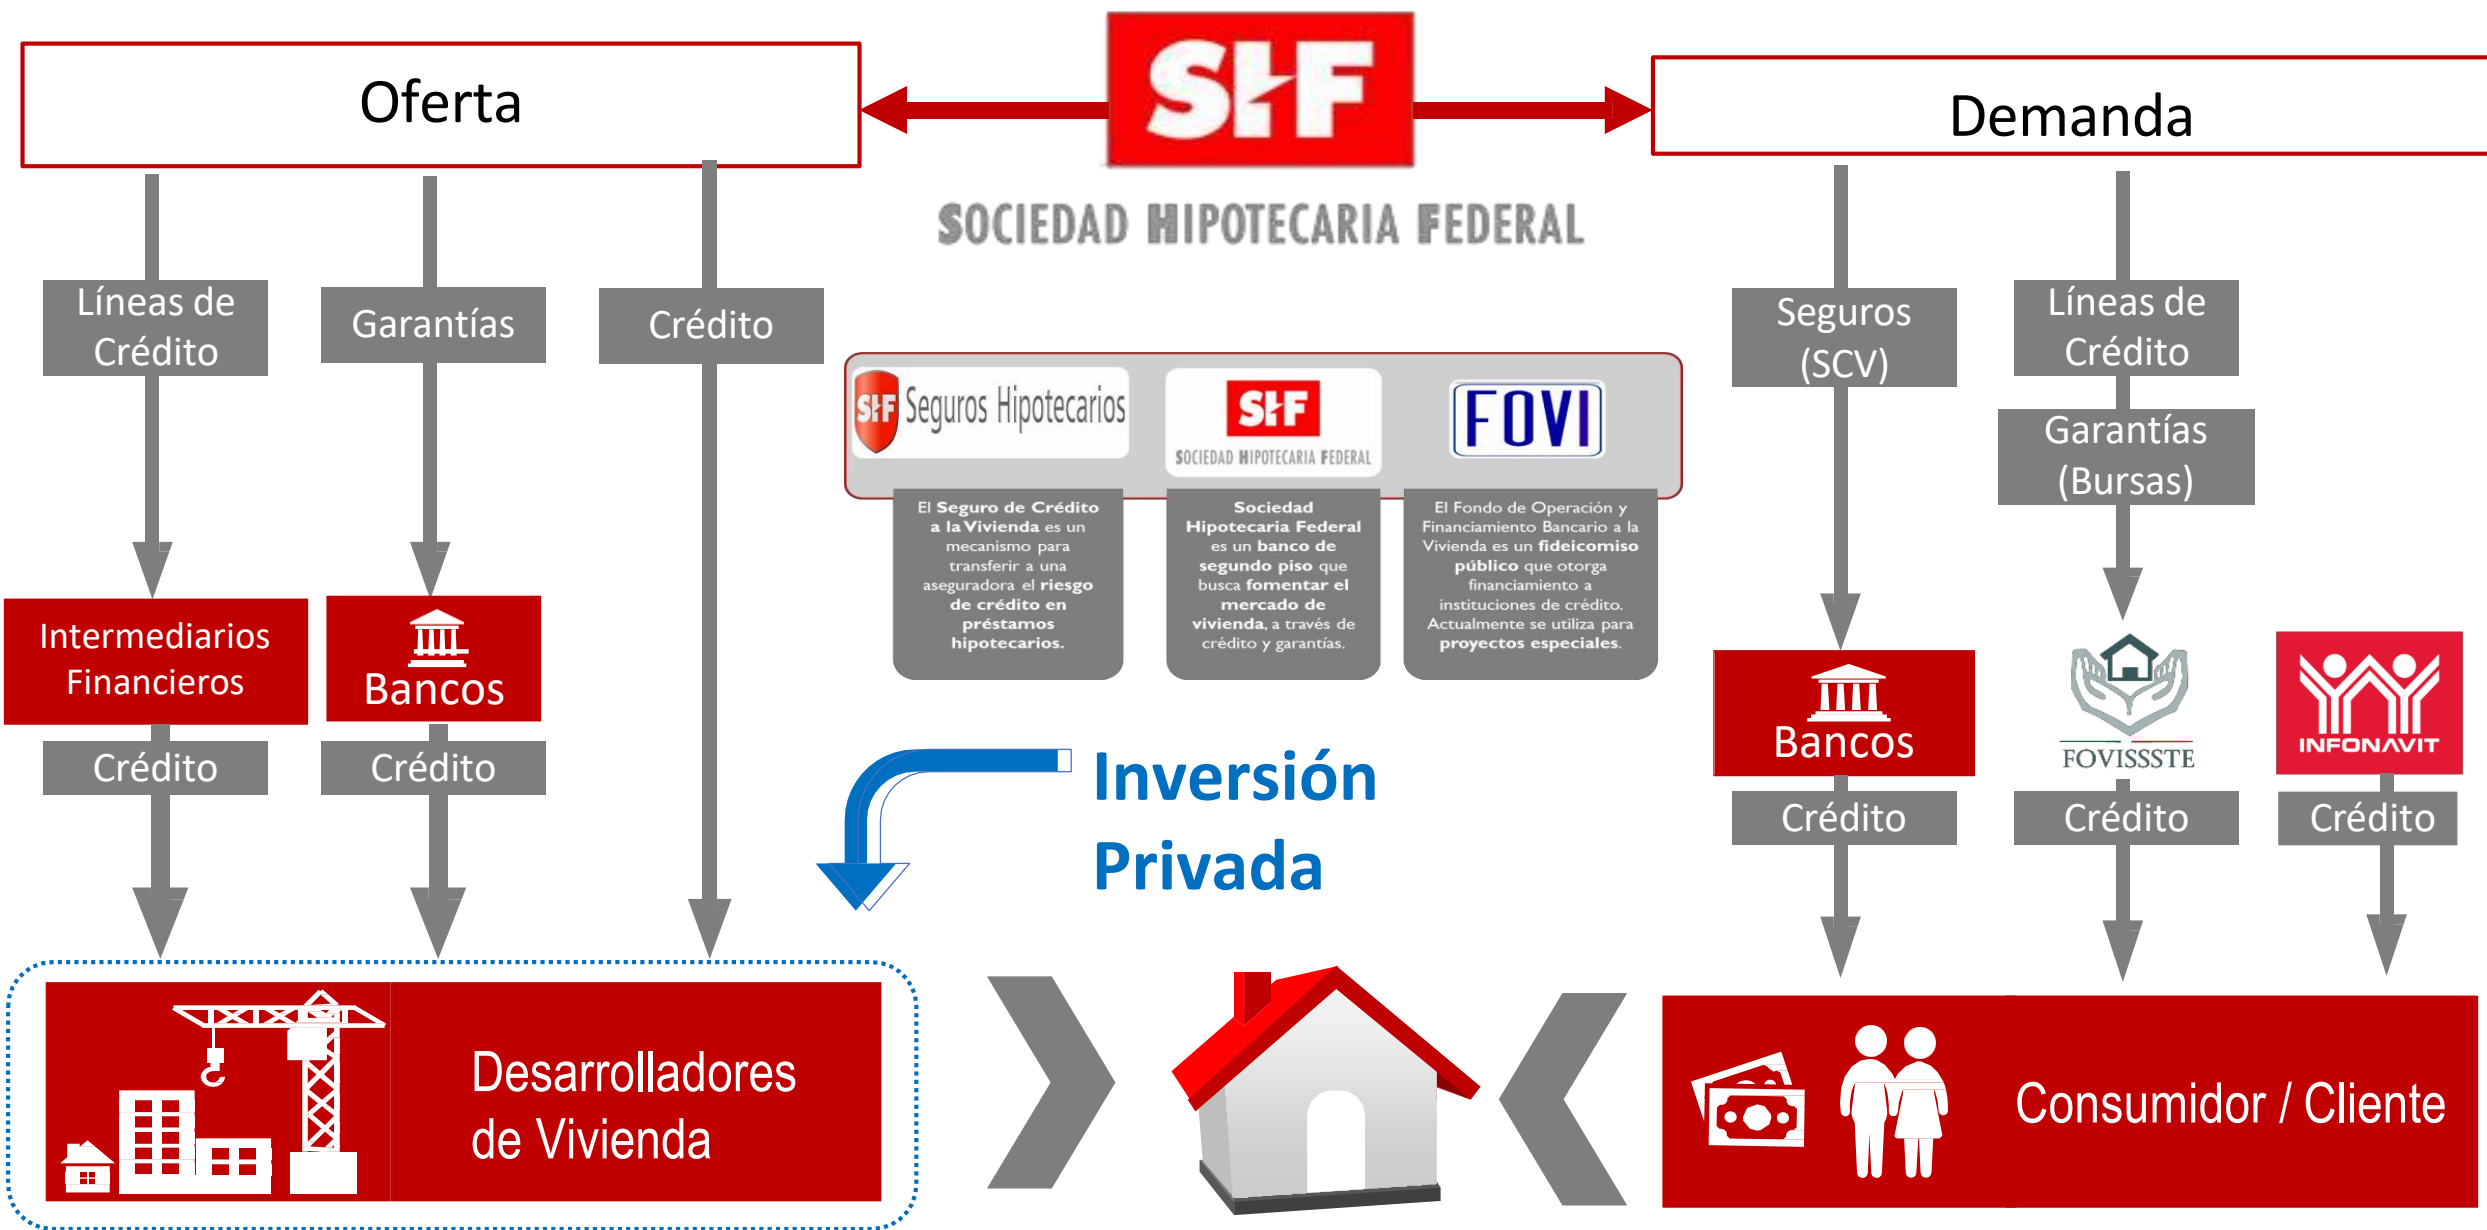 Oferta
SHF
SOCIEDAD HIPOTECARIA FEDERAL
Demanda
Líneas de
Crédito
Garantías
Crédito
Seguros
(SCV)
Líneas de
Crédito
Garantías
(Bursas)
SHF Seguros Hipotecarios
SHF
SOCIEDAD HIPOTECARIA FEDERAL
FOVI
El Seguro de Crédito
a la Vivienda es un
mecanismo para
transferir a una
aseguradora el riesgo
de crédito en
préstamos
hipotecarios.
Sociedad
Hipotecaria Federal
es un banco de
segundo piso que
busca fomentar el
mercado de
vivienda, a través de
crédito y garantías.
El Fondo de Operación y
Financiamiento Bancario a la
Vivienda es un fideicomiso
público que otorga
financiamiento a
instituciones de crédito.
Actualmente se utiliza para
proyectos especiales.
Intermediarios
Financieros
Bancos
Crédito
Crédito
Inversión
Privada
Bancos
FOVISSSTE
INFONAVIT
Crédito
Crédito
Crédito
Desarrolladores
de Vivienda
Consumidor / Cliente